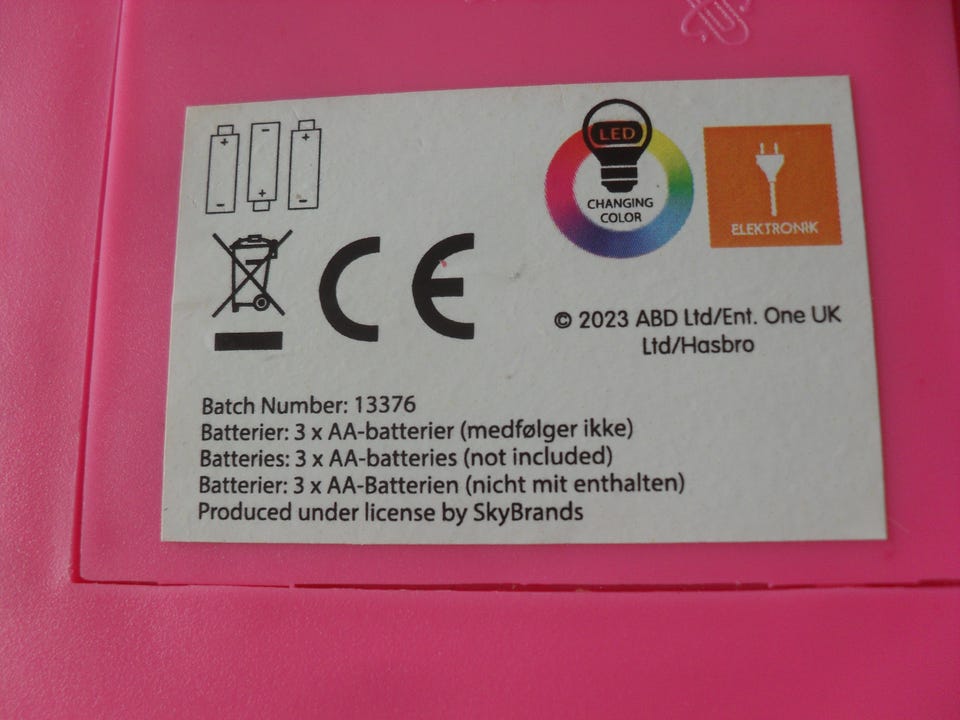 LED
CHANGING
COLOR
ELEKTRONIK
CE
© 2023 ABD Ltd/Ent. One UK
Ltd/Hasbro
Batch Number: 13376
Batterier: 3 x AA-batterier (medfølger ikke)
Batteries: 3 x AA-batteries (not included)
Batterier: 3 x AA-Batterien (nicht mit enthalten)
Produced under license by SkyBrands